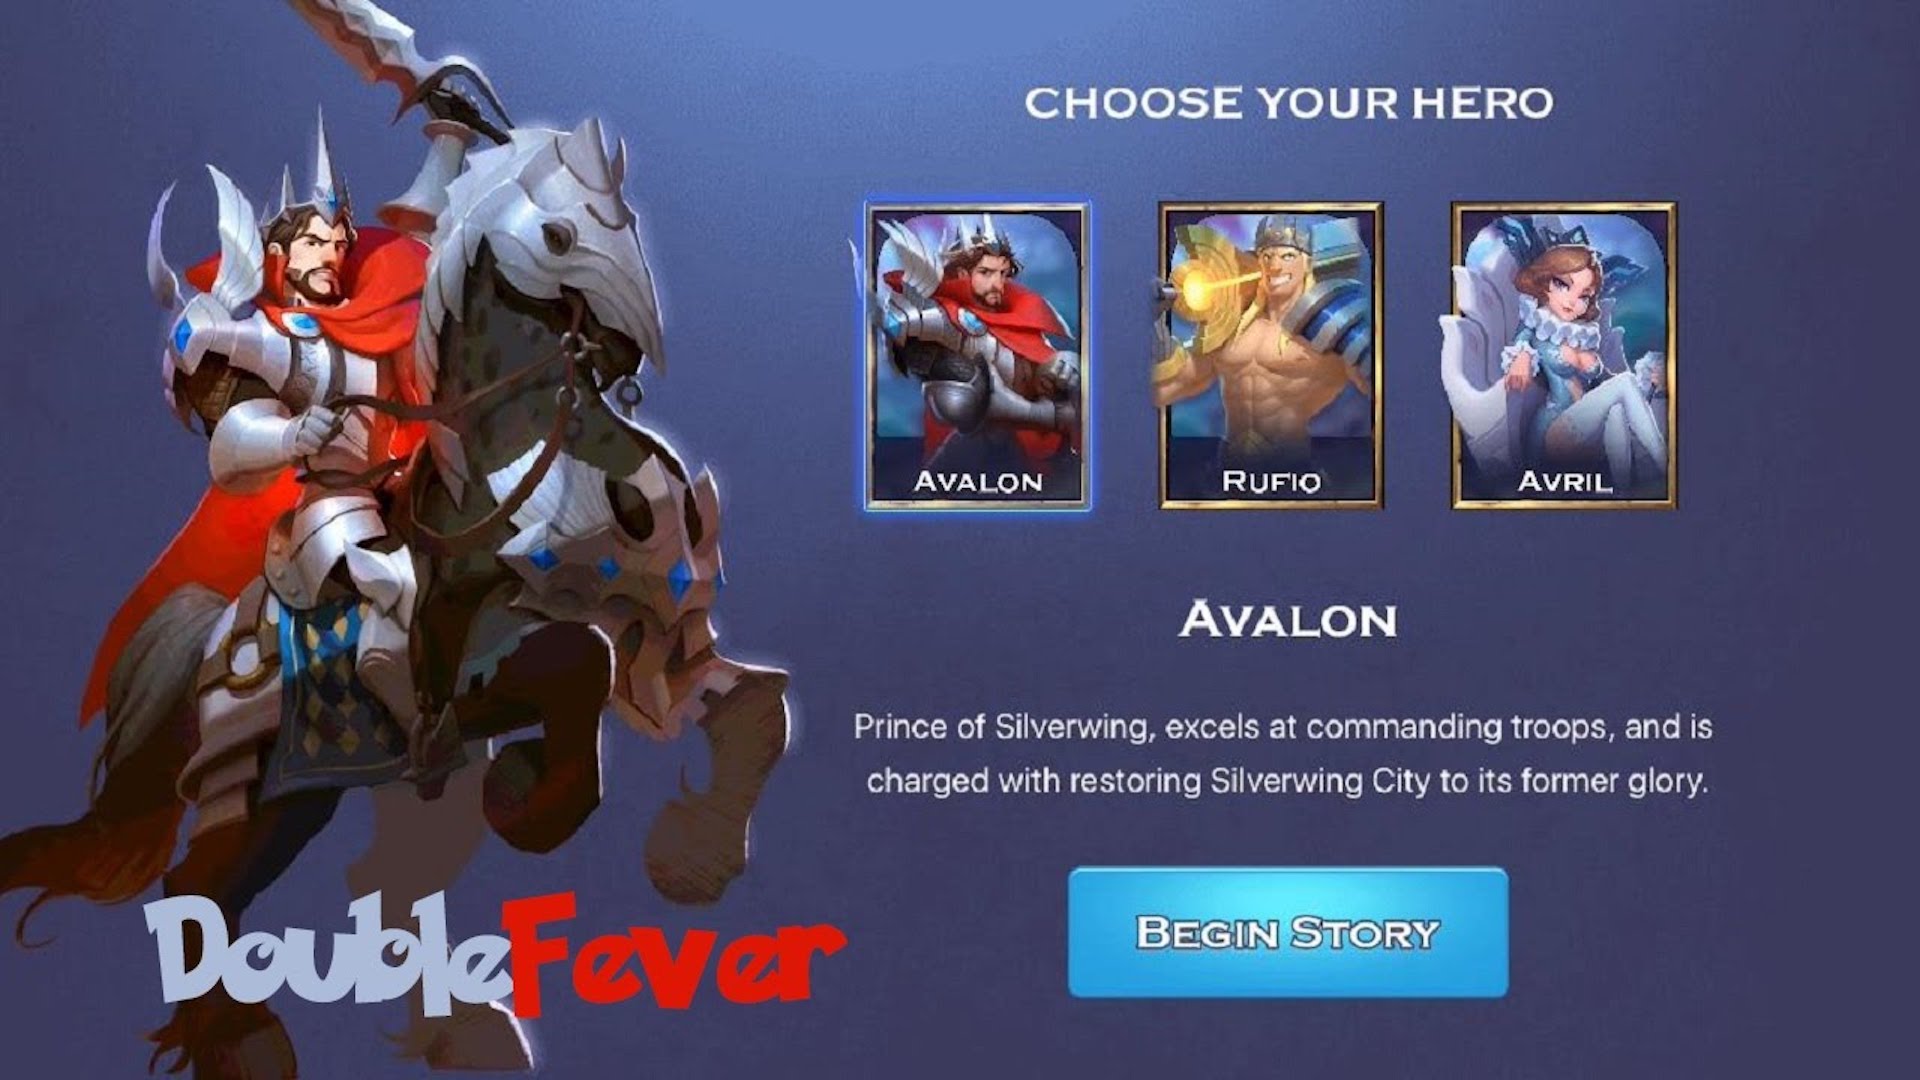 CHOOSE YOUR HERO
AVALON
RUFIO
AVRIL
AVALON
Prince of Silverwing, excels at commanding troops, and is
charged with restoring Silverwing City to its former glory.
BEGIN STORY
DoubleFever